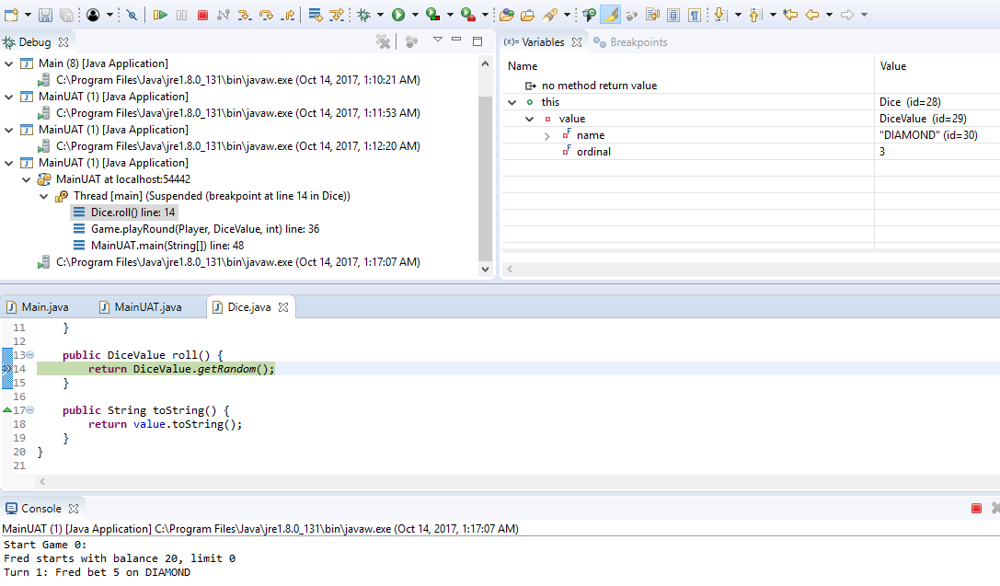 Debug
Main (8) [Java Application]
C:\Program Files\Java\jre1.8.0_131\bin\javaw.exe (Oct 14, 2017, 1:10:21 AM)
MainUAT (1) [Java Application]
C:\Program Files\Java\jre1.8.0_131\bin\javaw.exe (Oct 14, 2017, 1:11:53 AM)
MainUAT (1) [Java Application]
C:\Program Files\Java\jre1.8.0_131\bin\javaw.exe (Oct 14, 2017, 1:12:20 AM)
MainUAT (1) [Java Application]
MainUAT at localhost:54442
Thread [main] (Suspended (breakpoint at line 14 in Dice))
Dice.roll() line: 14
Game.playRound(Player, DiceValue, int) line: 36
MainUAT.main(String[]) line: 48
C:\Program Files\Java\jre1.8.0_131\bin\javaw.exe (Oct 14, 2017, 1:17:07 AM)
(x)= Variables Breakpoints
Name Value
no method return value
this Dice (id=28)
value DiceValue (id=29)
name "DIAMOND" (id=30)
ordinal 3
Main.java MainUAT.java Dice.java
11 }
12
13 public DiceValue roll() {
14 return DiceValue.getRandom();
15 }
16
17 public String toString() {
18 return value.toString();
19 }
20 }
21
Console
MainUAT (1) [Java Application] C:\Program Files\Java\jre1.8.0_131\bin\javaw.exe (Oct 14, 2017, 1:17:07 AM)
Start Game 0:
Fred starts with balance 20, limit 0
Turn 1: Fred bet 5 on DIAMOND